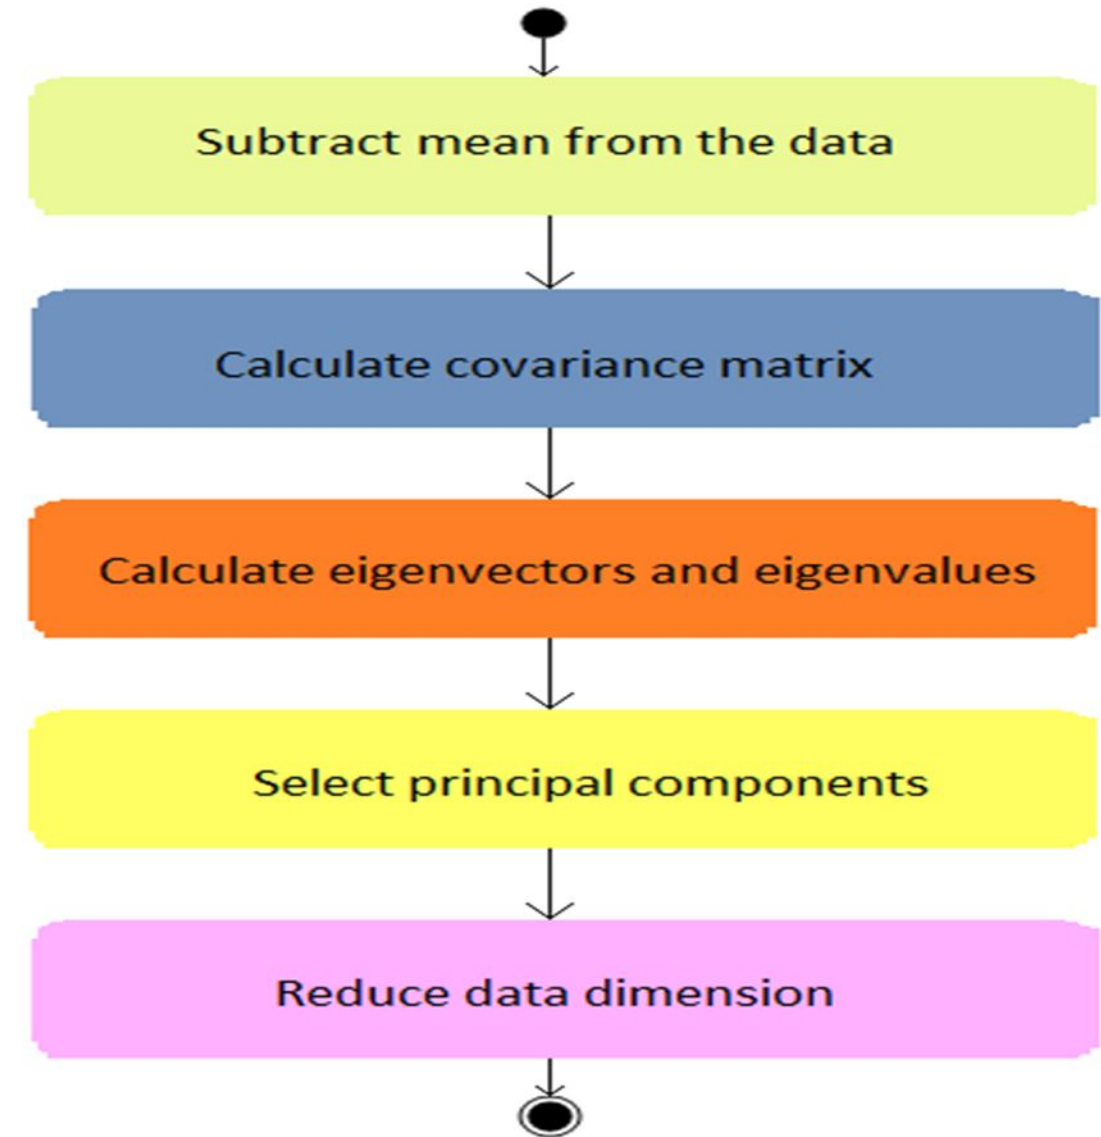 Subtract mean from the data
Calculate covariance matrix
Calculate eigenvectors and eigenvalues
Select principal components
Reduce data dimension